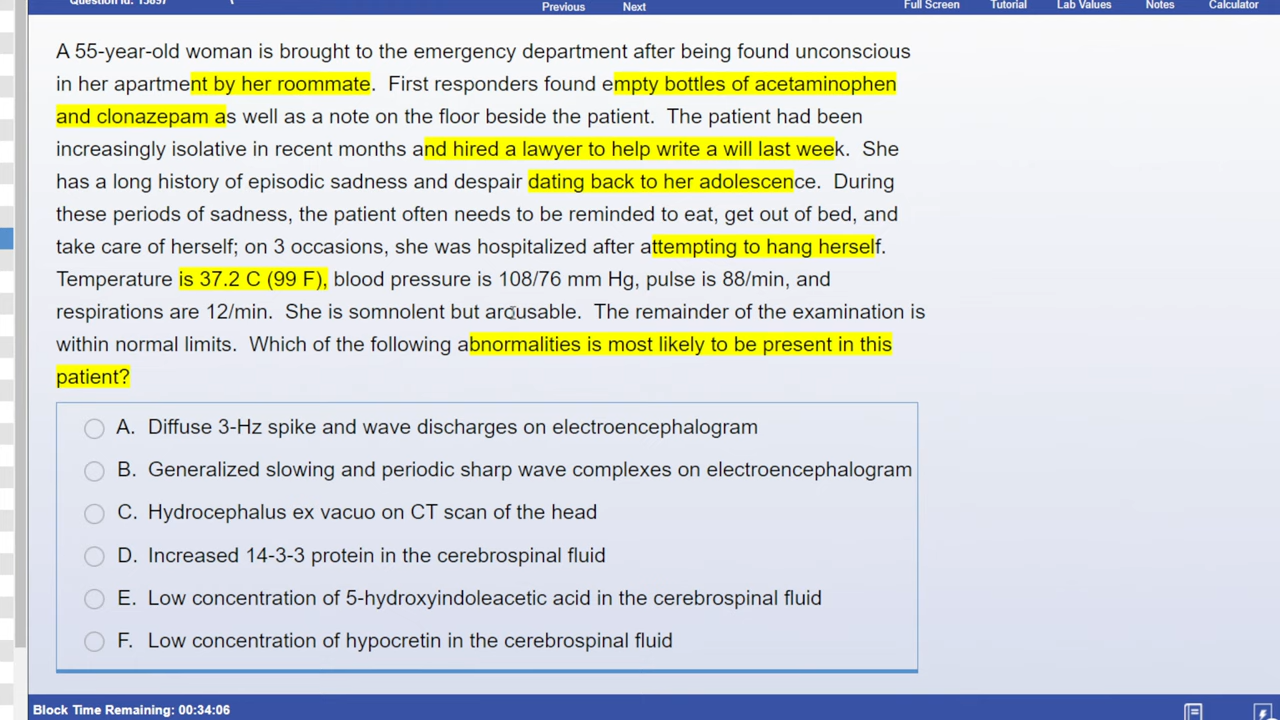 Question Id: 15897
Previous
Next
Full Screen
Tutorial
Lab Values
Notes
Calculator
A 55-year-old woman is brought to the emergency department after being found unconscious
in her apartment by her roommate. First responders found empty bottles of acetaminophen
and clonazepam as well as a note on the floor beside the patient. The patient had been
increasingly isolative in recent months and hired a lawyer to help write a will last week. She
has a long history of episodic sadness and despair dating back to her adolescence. During
these periods of sadness, the patient often needs to be reminded to eat, get out of bed, and
take care of herself; on 3 occasions, she was hospitalized after attempting to hang herself.
Temperature is 37.2 C (99 F), blood pressure is 108/76 mm Hg, pulse is 88/min, and
respirations are 12/min. She is somnolent but arousable. The remainder of the examination is
within normal limits. Which of the following abnormalities is most likely to be present in this
patient?
A. Diffuse 3-Hz spike and wave discharges on electroencephalogram
B. Generalized slowing and periodic sharp wave complexes on electroencephalogram
C. Hydrocephalus ex vacuo on CT scan of the head
D. Increased 14-3-3 protein in the cerebrospinal fluid
E. Low concentration of 5-hydroxyindoleacetic acid in the cerebrospinal fluid
F. Low concentration of hypocretin in the cerebrospinal fluid
Block Time Remaining: 00:34:06